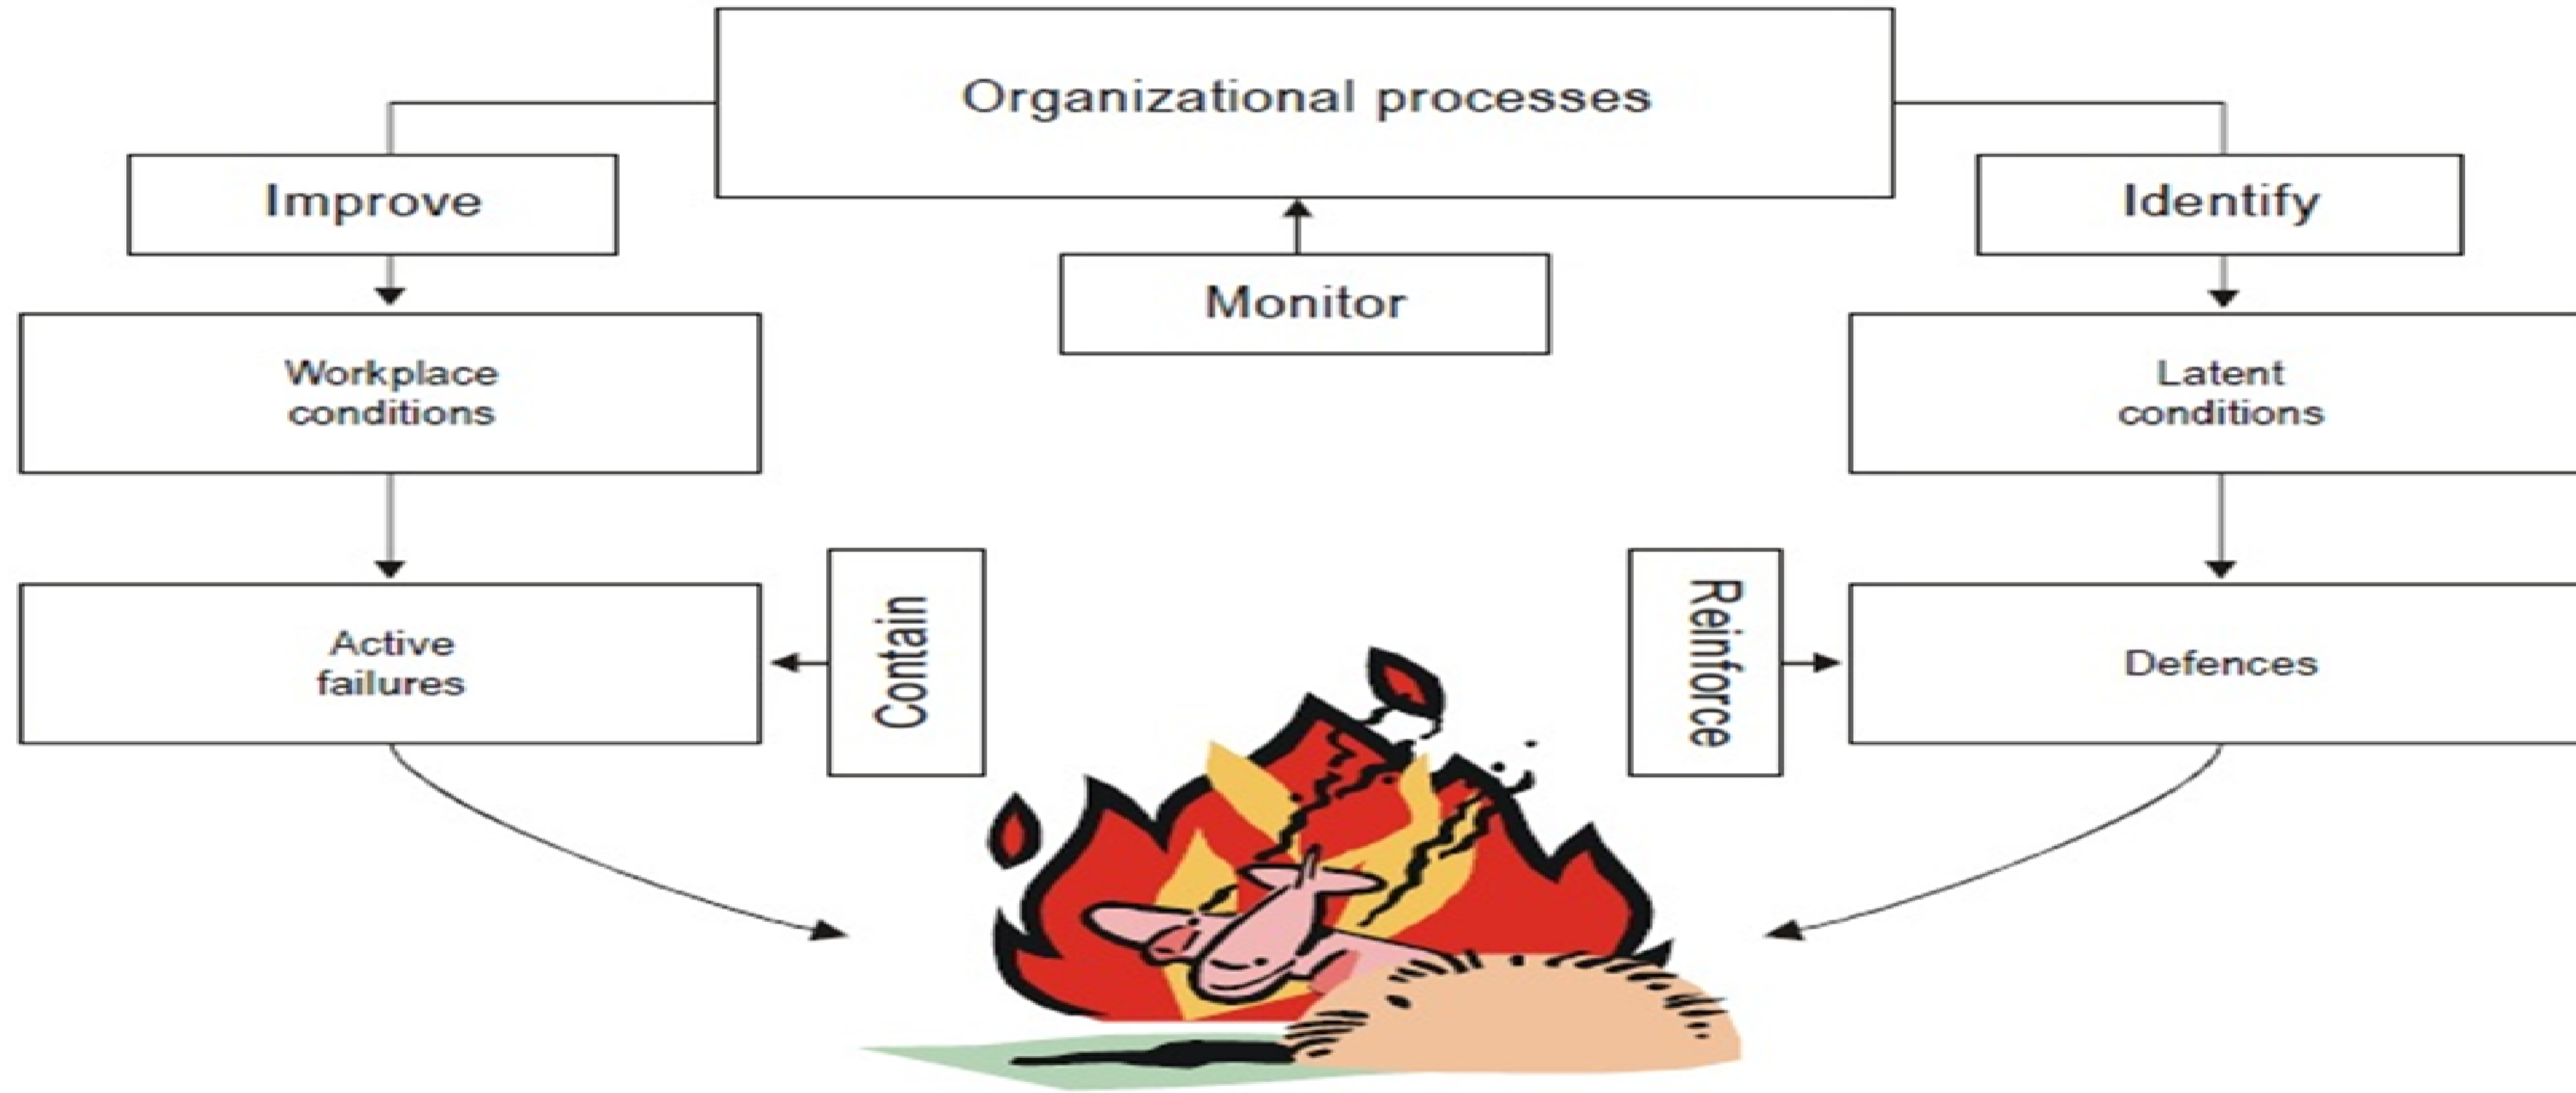 Organizational processes
Improve
Identify
Monitor
Workplace
conditions
Latent
conditions
Contain
Reinforce
Active
failures
Defences